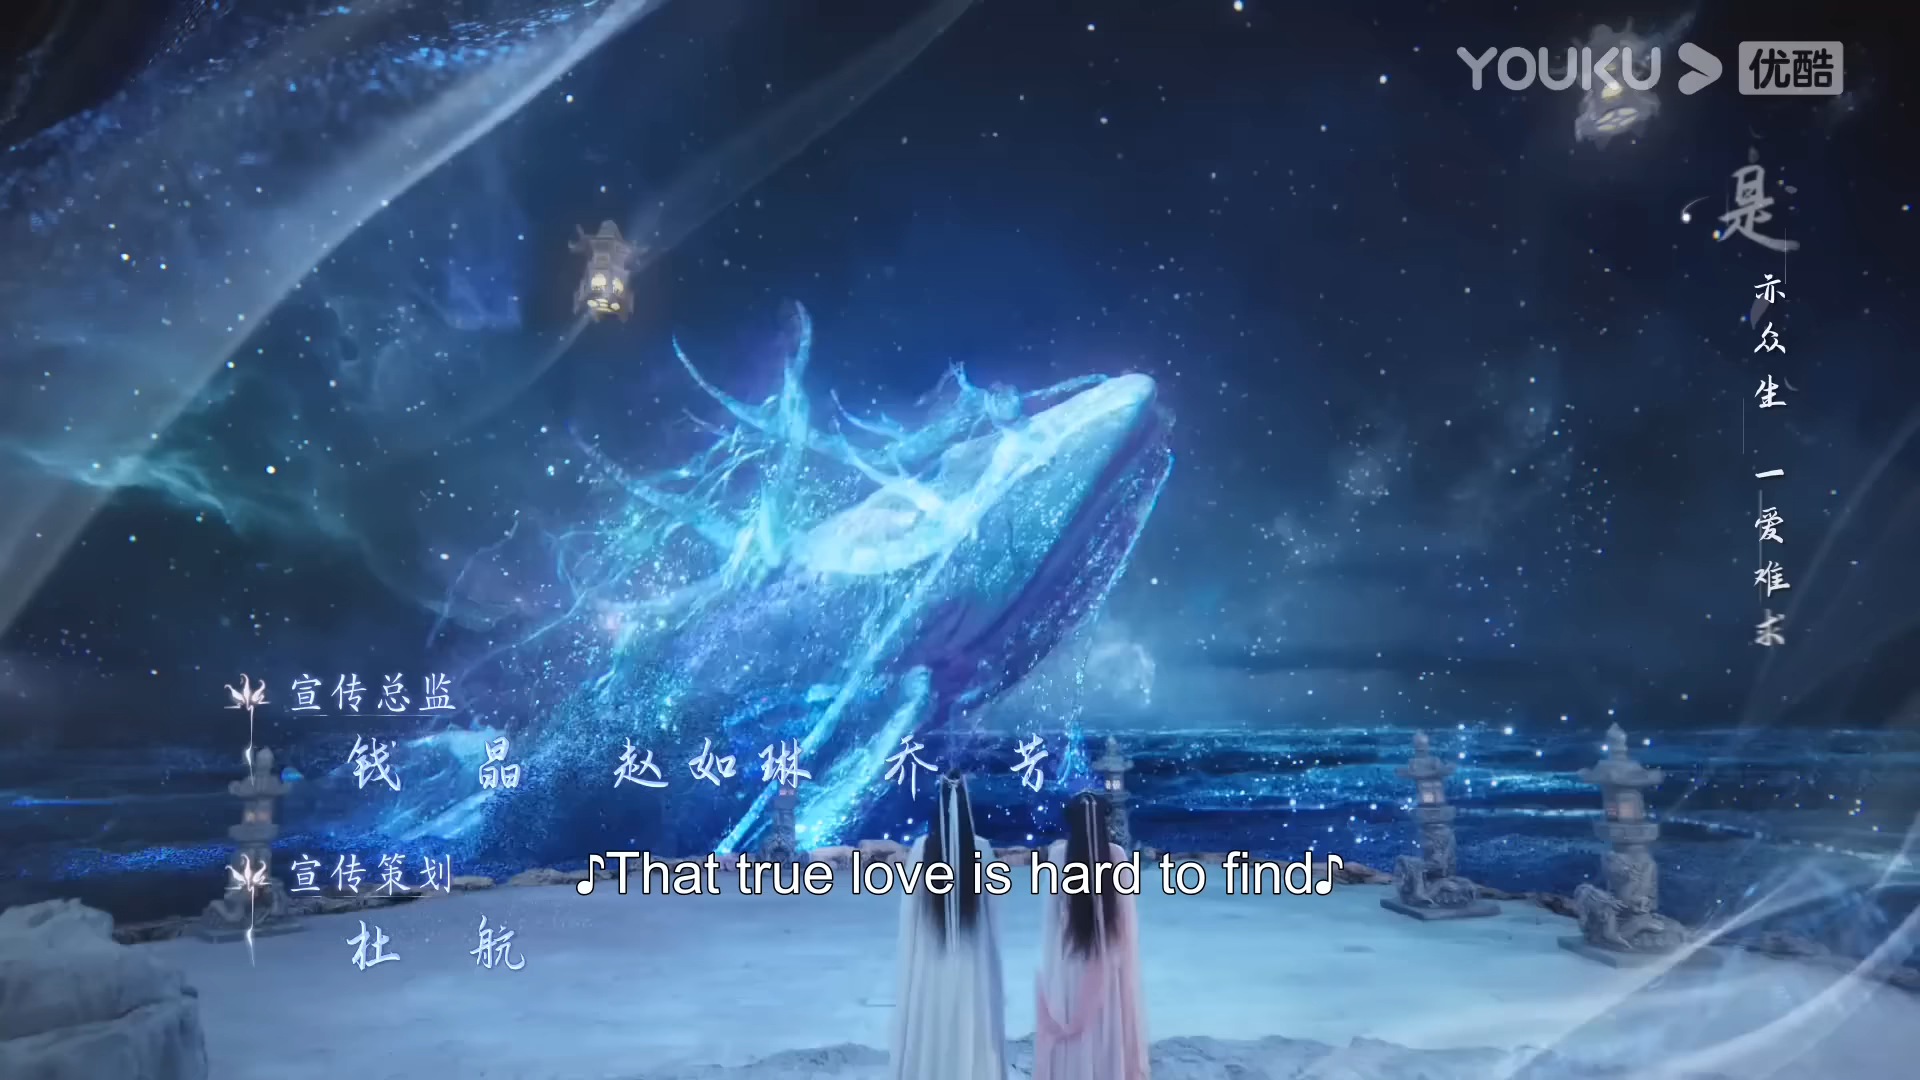 YOUKU 优酷
是
亦众生 一爱难求
宣传总监
钱晶 赵如琳 乔芳
宣传策划
杜航
♪That true love is hard to find♪